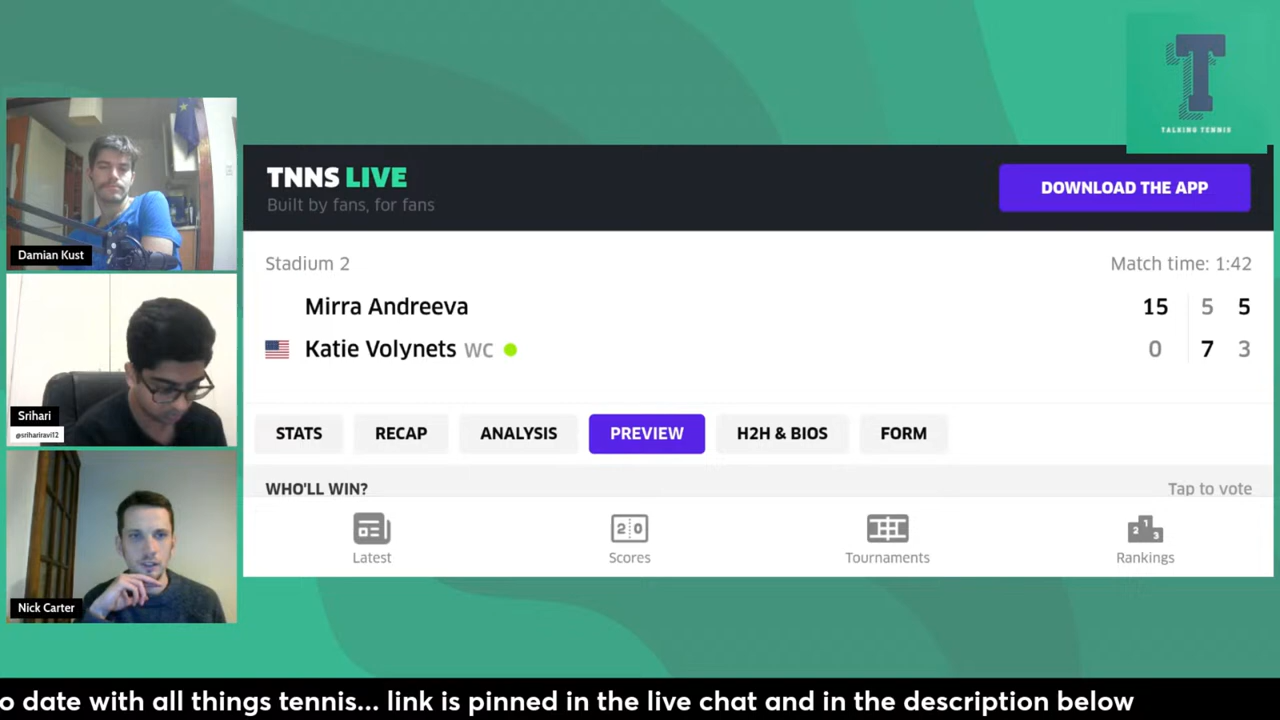 T
TALKING TENNIS
Damian Kust
Srihari
@srihariravi12
Nick Carter
TNNS LIVE
Built by fans, for fans
DOWNLOAD THE APP
Stadium 2
Match time: 1:42
Mirra Andreeva 15 5 5
Katie Volynets WC 0 7 3
STATS RECAP ANALYSIS PREVIEW H2H & BIOS FORM
WHO'LL WIN? Tap to vote
Latest Scores Tournaments Rankings
o date with all things tennis... link is pinned in the live chat and in the description below